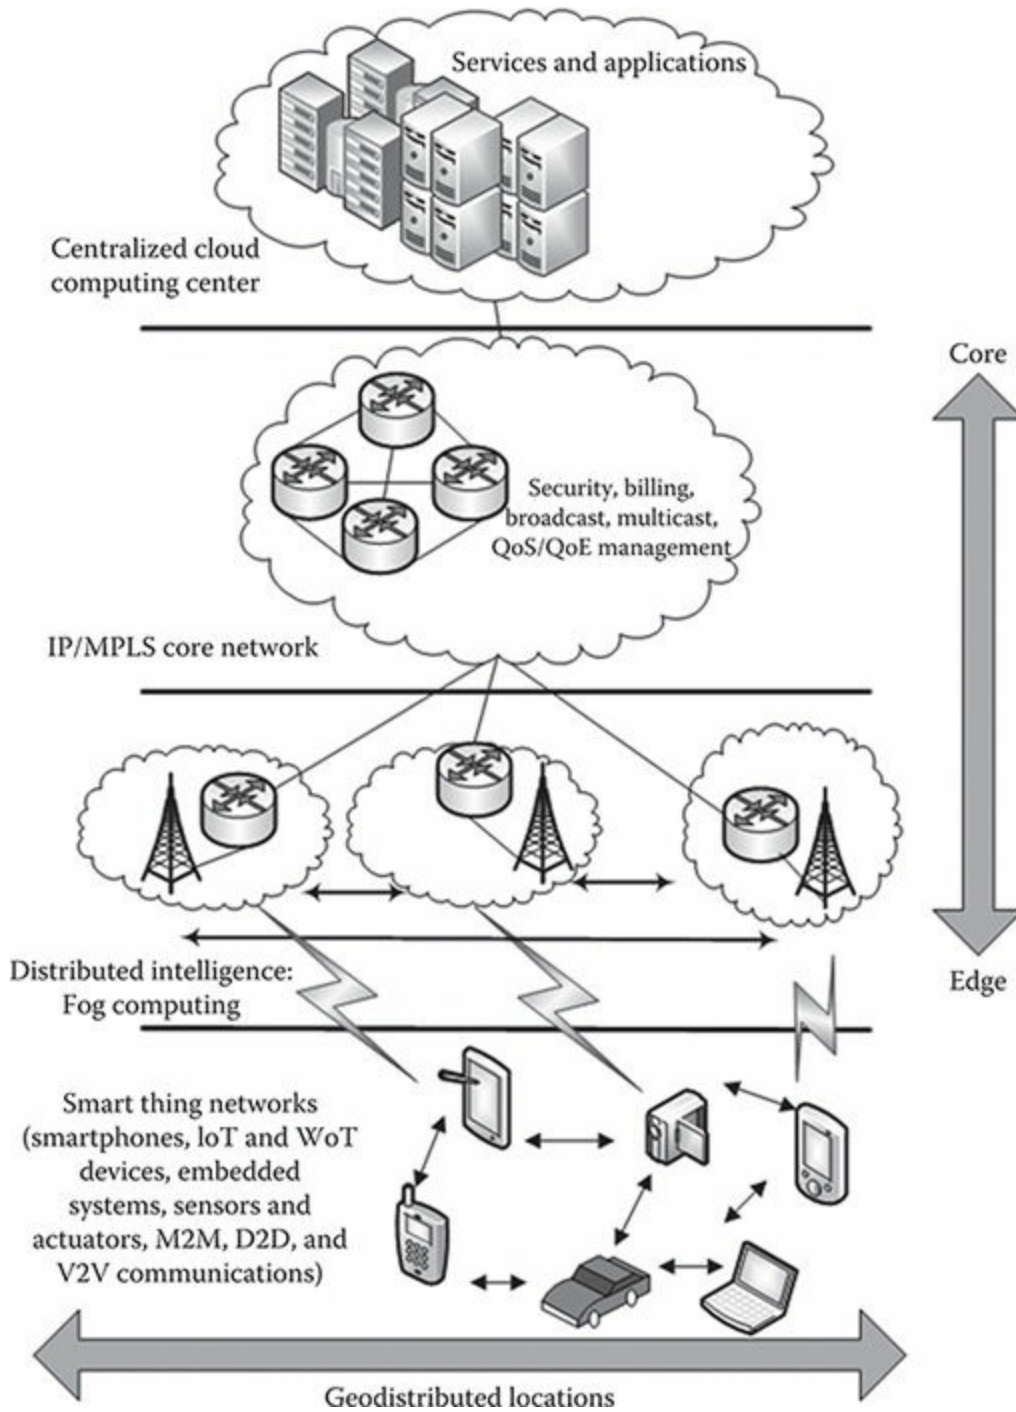 Services and applications
Centralized cloud
computing center
Core
Security, billing,
broadcast, multicast,
QoS/QoE management
IP/MPLS core network
Distributed intelligence:
Fog computing
Edge
Smart thing networks
(smartphones, loT and WoT
devices, embedded
systems, sensors and
actuators, M2M, D2D, and
V2V communications)
Geodistributed locations